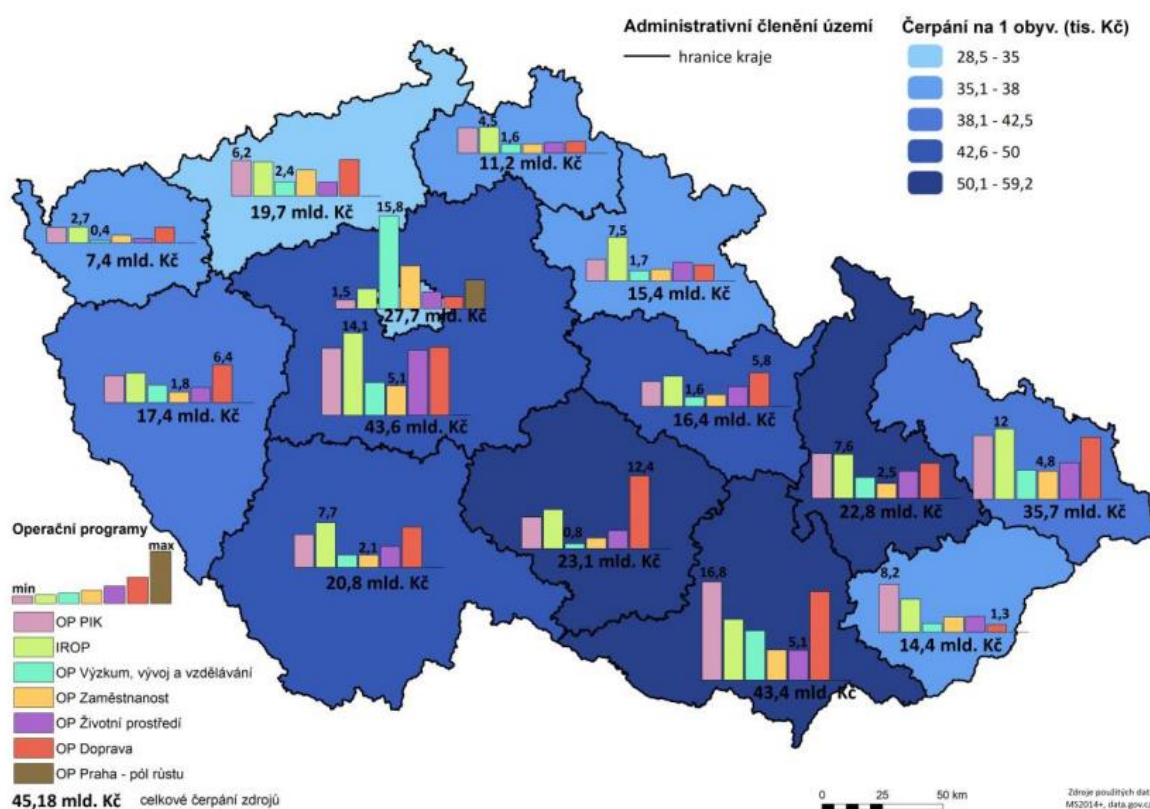 Administrativní členění území
hranice kraje
Čerpání na 1 obyv. (tis. Kč)
28,5 - 35
35,1 - 38
38,1 - 42,5
42,6 - 50
50,1 - 59,2
4,5
1,6
11,2 mld. Kč
6,2
2,4
19,7 mld. Kč
2,7
0,4
7,4 mld. Kč
15,8
1,5
27,7 mld. Kč
7,5
1,7
15,4 mld. Kč
14,1
5,1
43,6 mld. Kč
6,4
1,8
17,4 mld. Kč
5,8
1,6
16,4 mld. Kč
7,6
2,5
22,8 mld. Kč
12
4,8
35,7 mld. Kč
7,7
2,1
20,8 mld. Kč
12,4
0,8
23,1 mld. Kč
16,8
5,1
43,4 mld. Kč
8,2
1,3
14,4 mld. Kč
Operační programy
max
min
OP PIK
IROP
OP Výzkum, vývoj a vzdělávání
OP Zaměstnanost
OP Životní prostředí
OP Doprava
OP Praha - pól růstu
45,18 mld. Kč celkové čerpání zdrojů
0 25 50 km
Zdroje použitých dat
MS2014+, data.gov.c